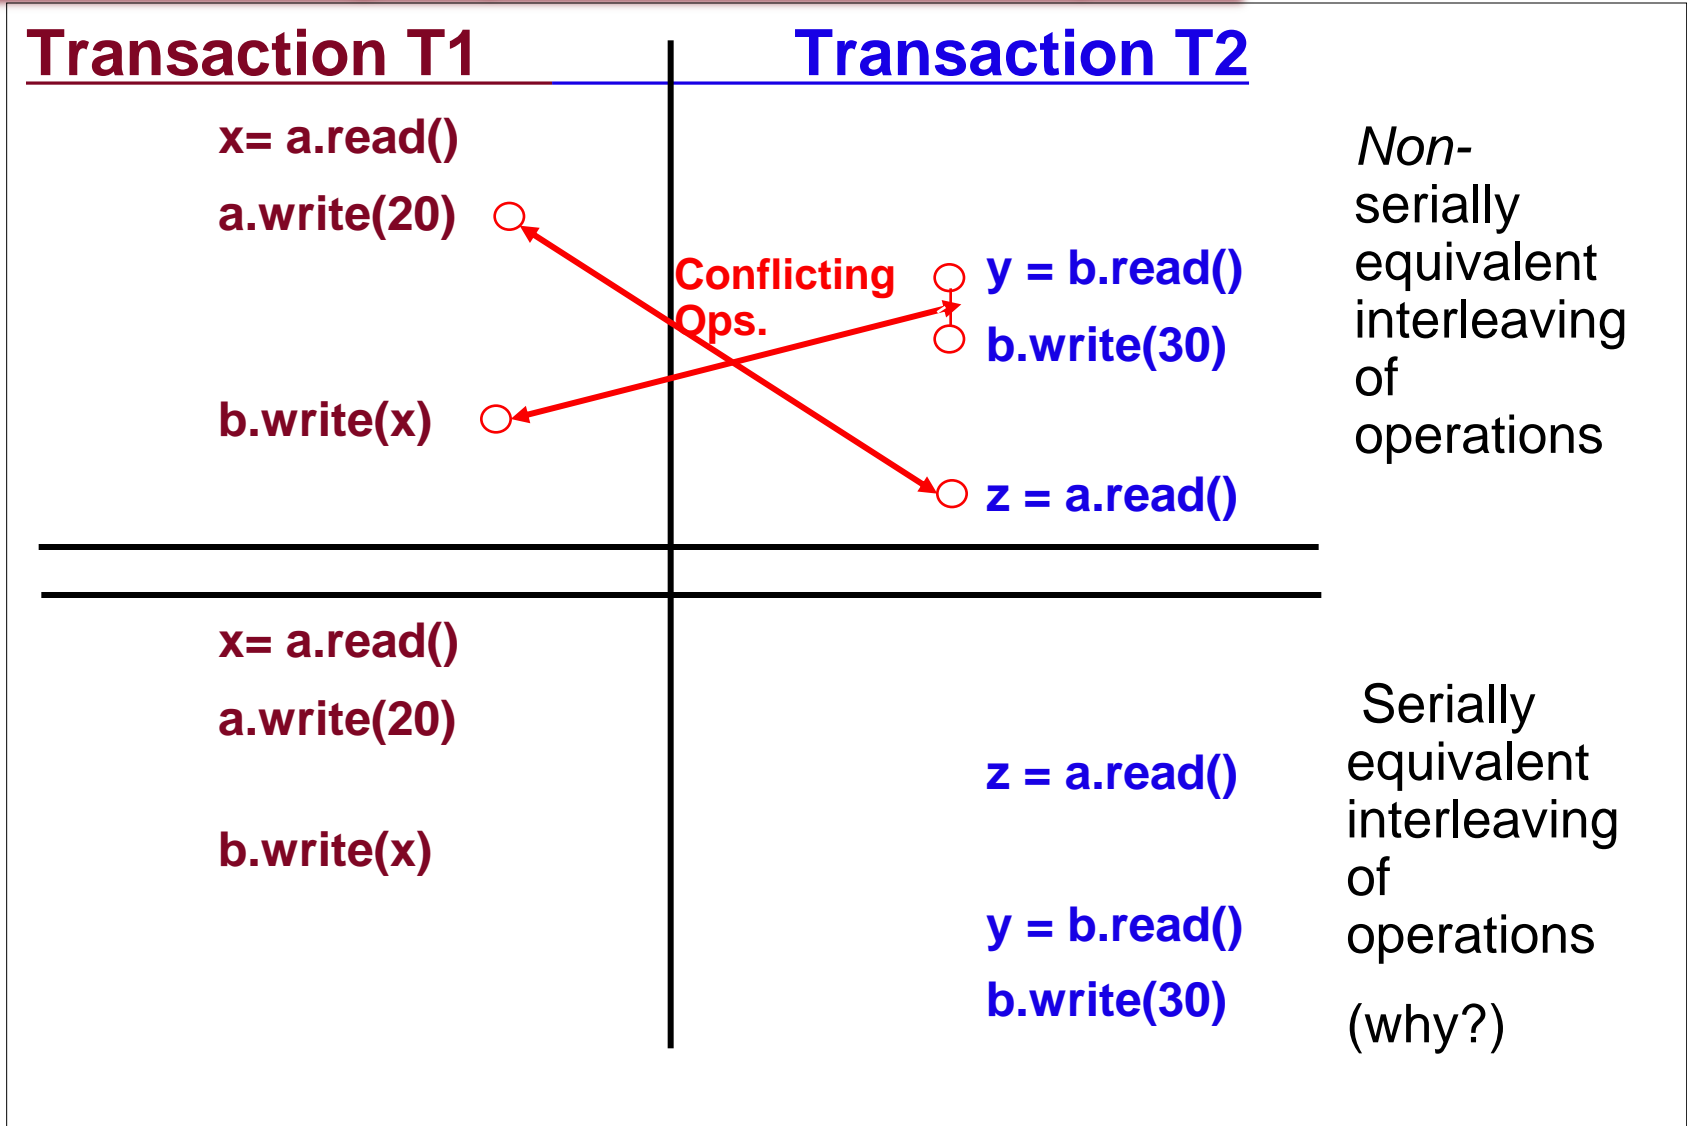 Transaction T1
Transaction T2
x= a.read()
a.write(20)
Conflicting
Ops.
y = b.read()
b.write(30)
b.write(x)
z = a.read()
Non-
serially
equivalent
interleaving
of
operations
x= a.read()
a.write(20)
z = a.read()
b.write(x)
y = b.read()
b.write(30)
Serially
equivalent
interleaving
of
operations
(why?)